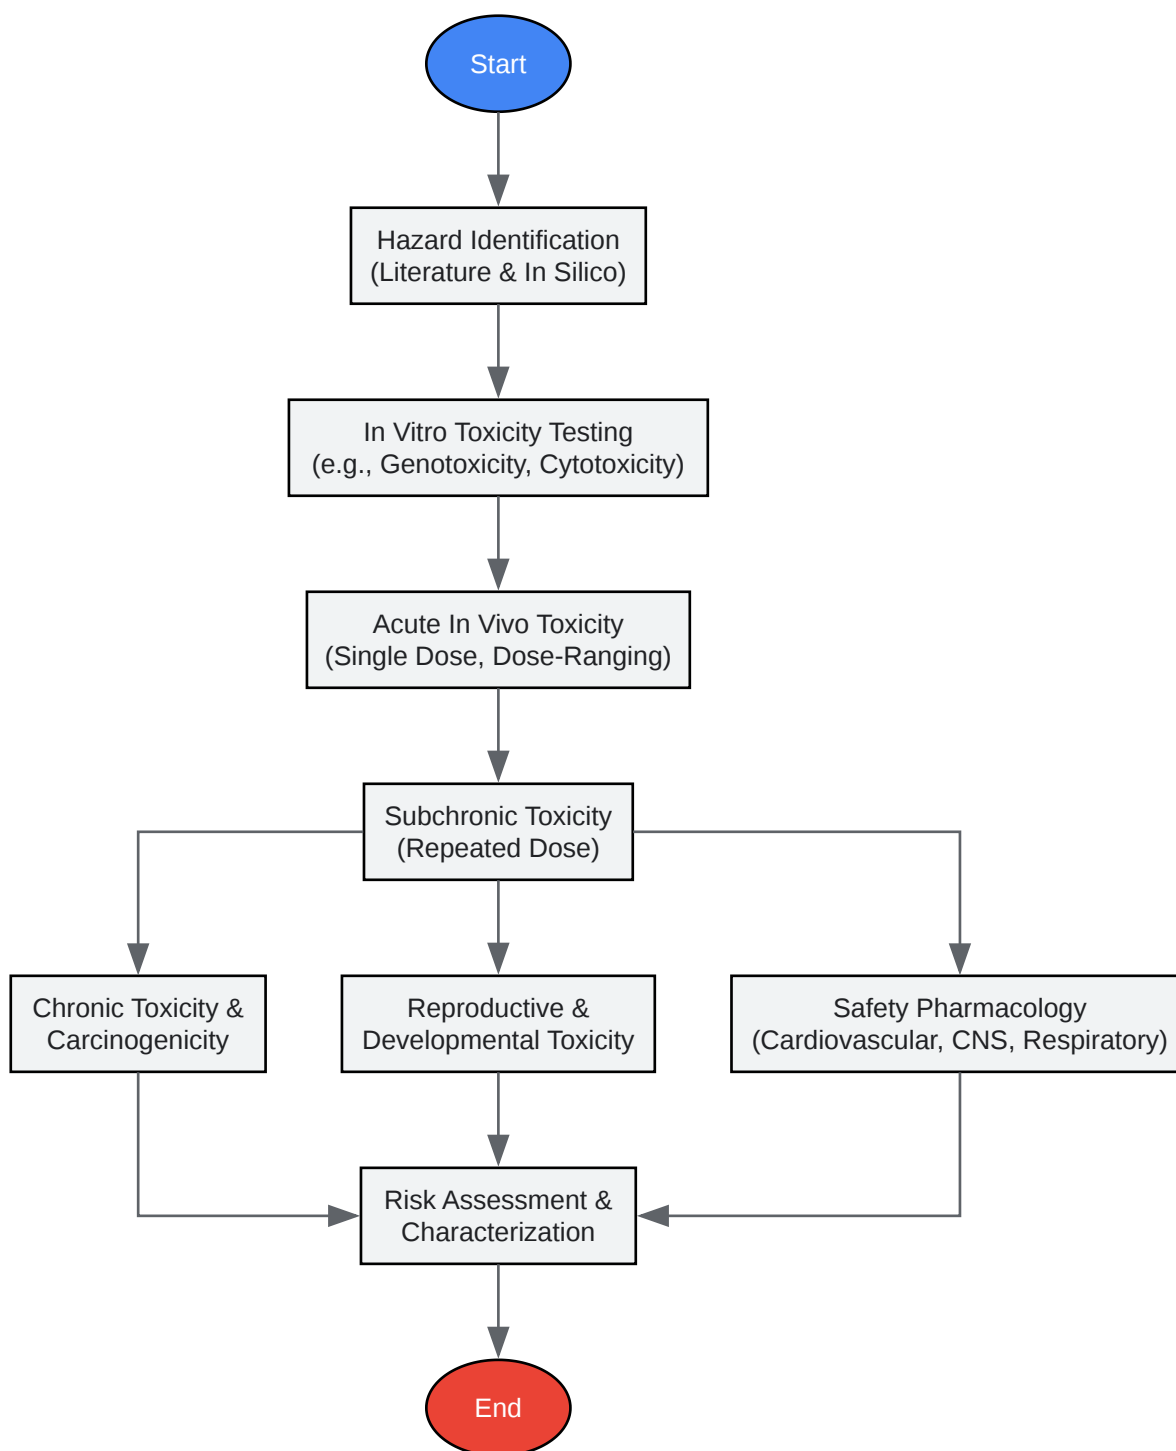 Start
Hazard Identification
(Literature & In Silico)
In Vitro Toxicity Testing
(e.g., Genotoxicity, Cytotoxicity)
Acute In Vivo Toxicity
(Single Dose, Dose-Ranging)
Subchronic Toxicity
(Repeated Dose)
Chronic Toxicity &
Carcinogenicity
Reproductive &
Developmental Toxicity
Safety Pharmacology
(Cardiovascular, CNS, Respiratory)
Risk Assessment &
Characterization
End